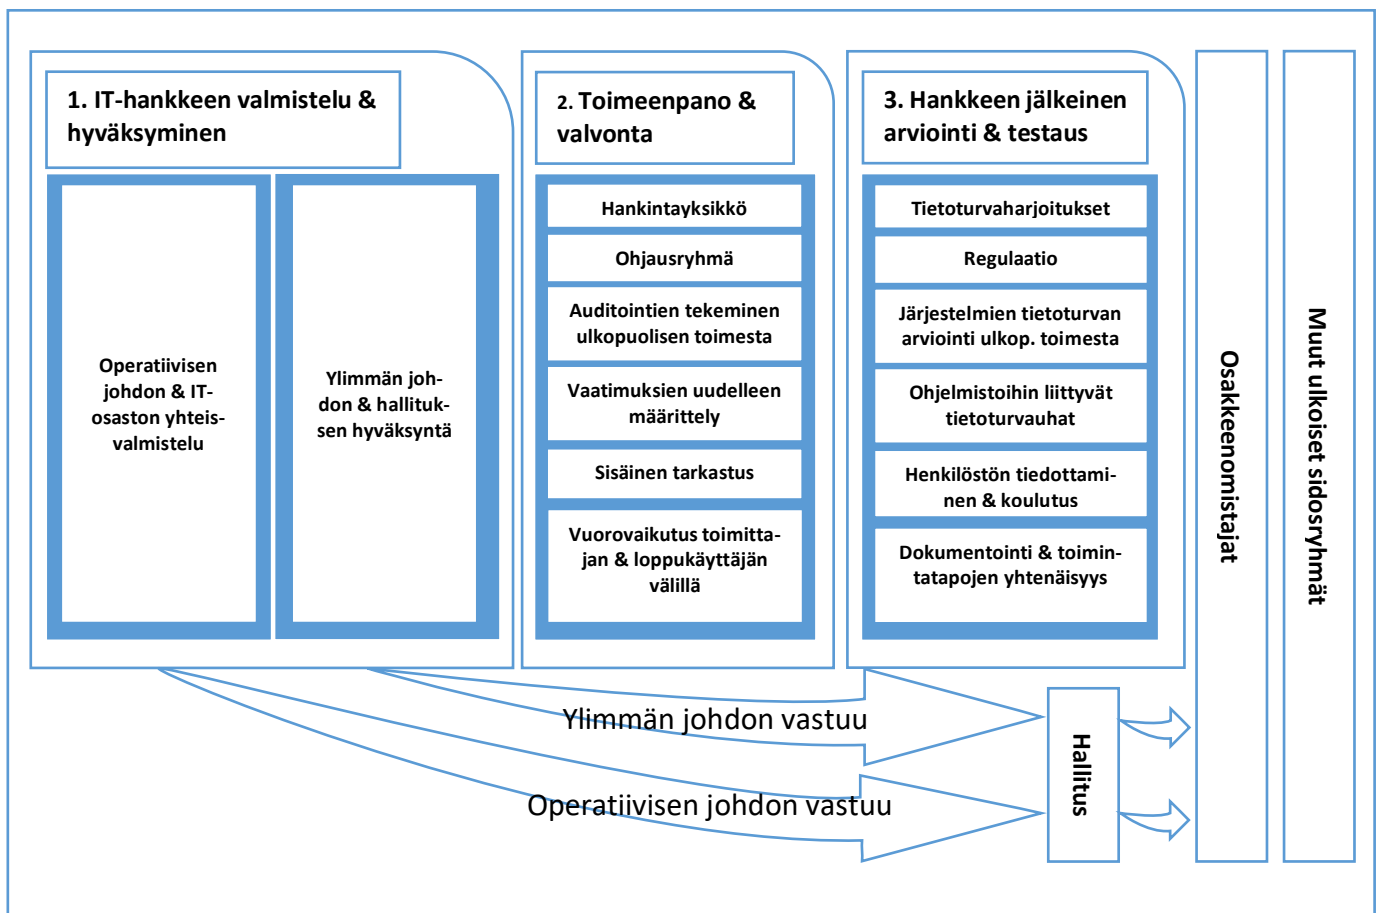 1. IT-hankkeen valmistelu &
hyväksyminen
Operatiivisen
johdon & IT-
osaston yhteis-
valmistelu
Ylimmän joh-
don & hallituk-
sen hyväksyntä
2. Toimeenpano &
valvonta
Hankintayksikkö
Ohjausryhmä
Auditointien tekeminen
ulkopuolisen toimesta
Vaatimuksien uudelleen
määrittely
Sisäinen tarkastus
Vuorovaikutus toimitta-
jan & loppukäyttäjän
välillä
3. Hankkeen jälkeinen
arviointi & testaus
Tietoturvaharjoitukset
Regulaatio
Järjestelmien tietoturvan
arviointi ulkop. toimesta
Ohjelmistoihin liittyvät
tietoturvauhat
Henkilöstön tiedottami-
nen & koulutus
Dokumentointi & toimin-
tatapojen yhtenäisyys
Osakkeenomistajat
Muut ulkoiset sidosryhmät
Ylimmän johdon vastuu
Operatiivisen johdon vastuu
Hallitus